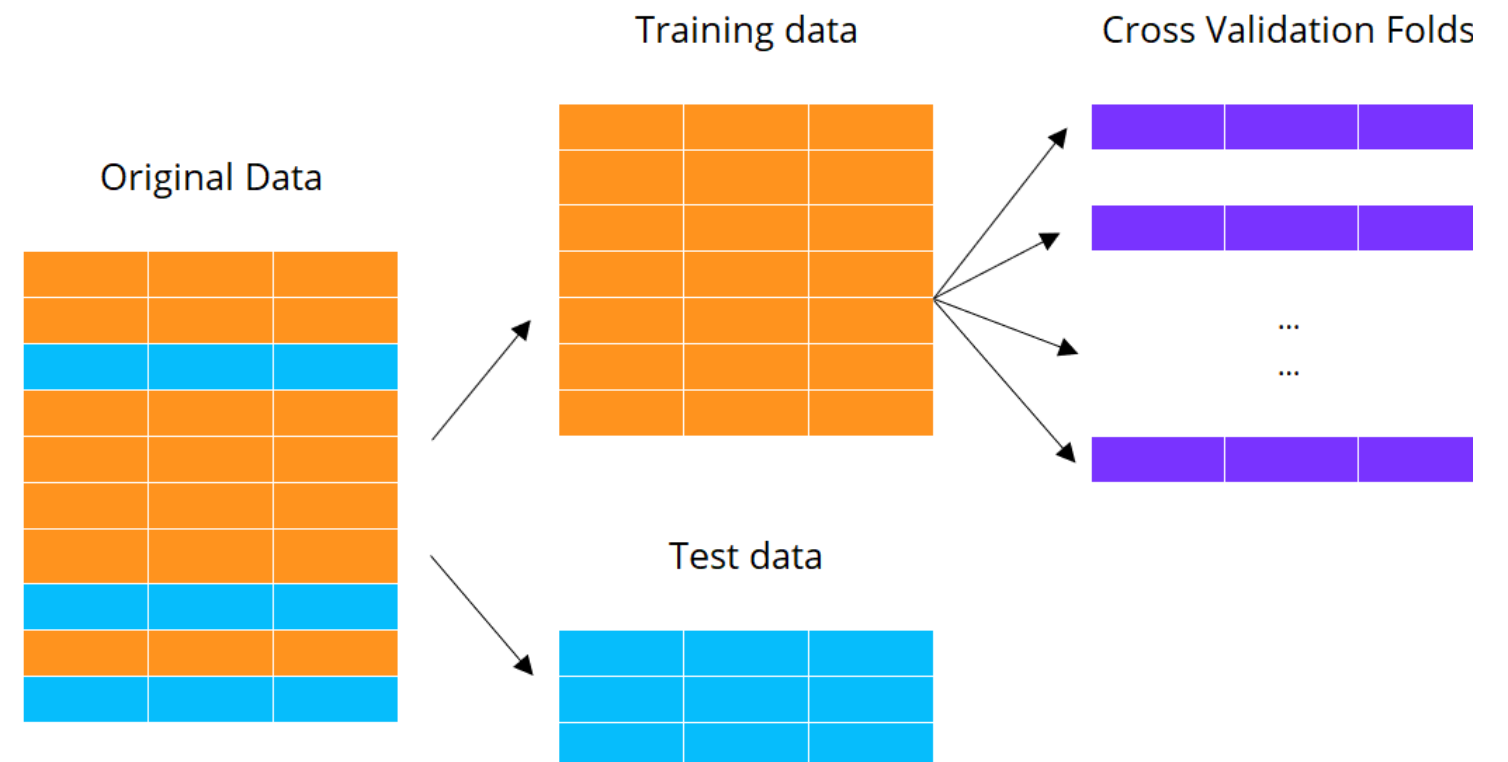 Training data
Cross Validation Folds
Original Data
...
...
Test data